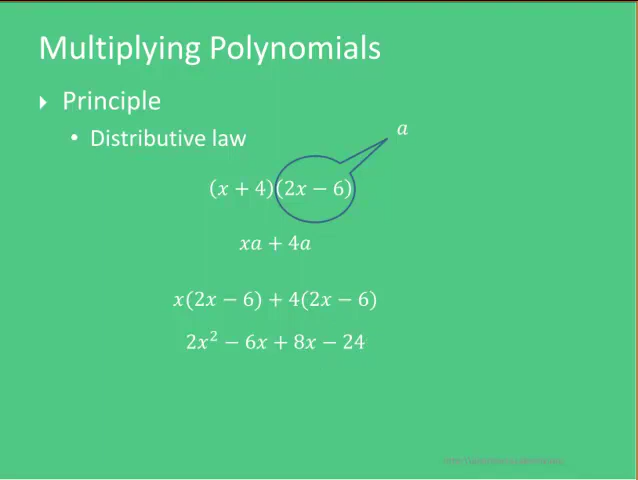 Multiplying Polynomials
Principle
• Distributive law
a
(x + 4)(2x − 6)
xa + 4a
x(2x − 6) + 4(2x − 6)
2x² − 6x + 8x − 24